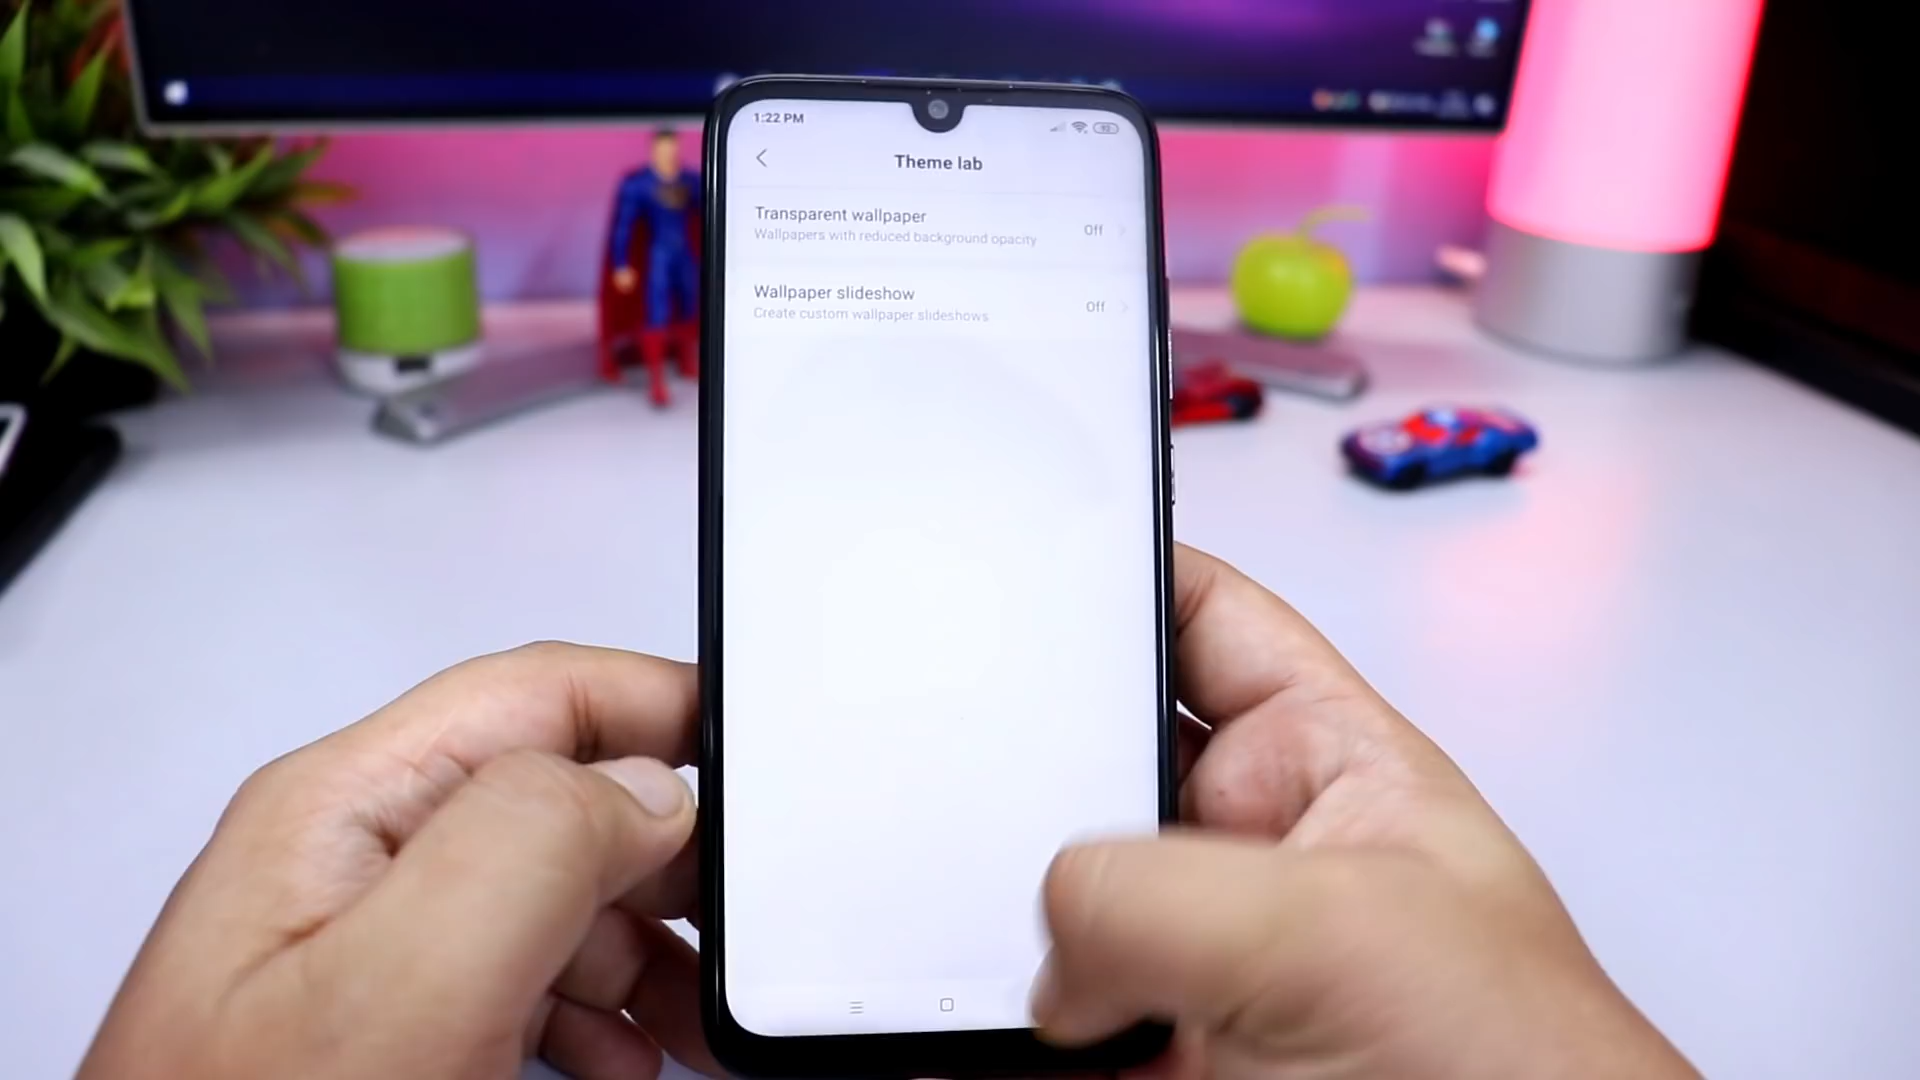 1:22 PM
Theme lab
Transparent wallpaper
Wallpapers with reduced background opacity
Off
Wallpaper slideshow
Create custom wallpaper slideshows
Off